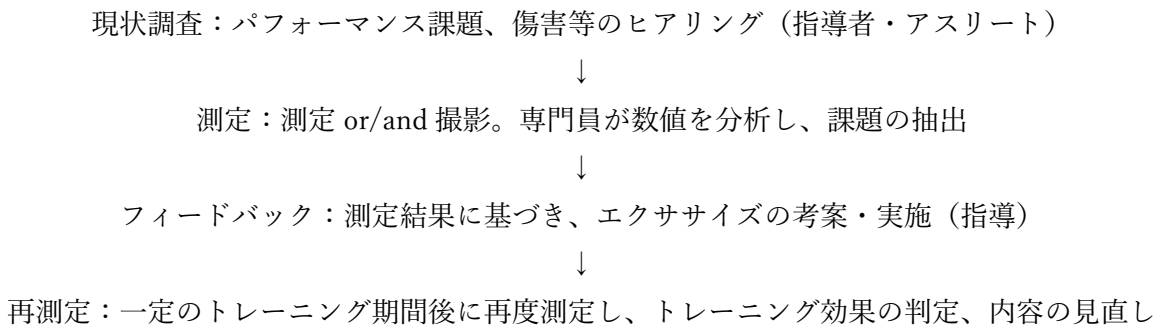 現状調査：パフォーマンス課題、傷害等のヒアリング（指導者・アスリート）
↓
測定：測定 or/and 撮影。専門員が数値を分析し、課題の抽出
↓
フィードバック：測定結果に基づき、エクササイズの考案・実施（指導）
↓
再測定：一定のトレーニング期間後に再度測定し、トレーニング効果の判定、内容の見直し